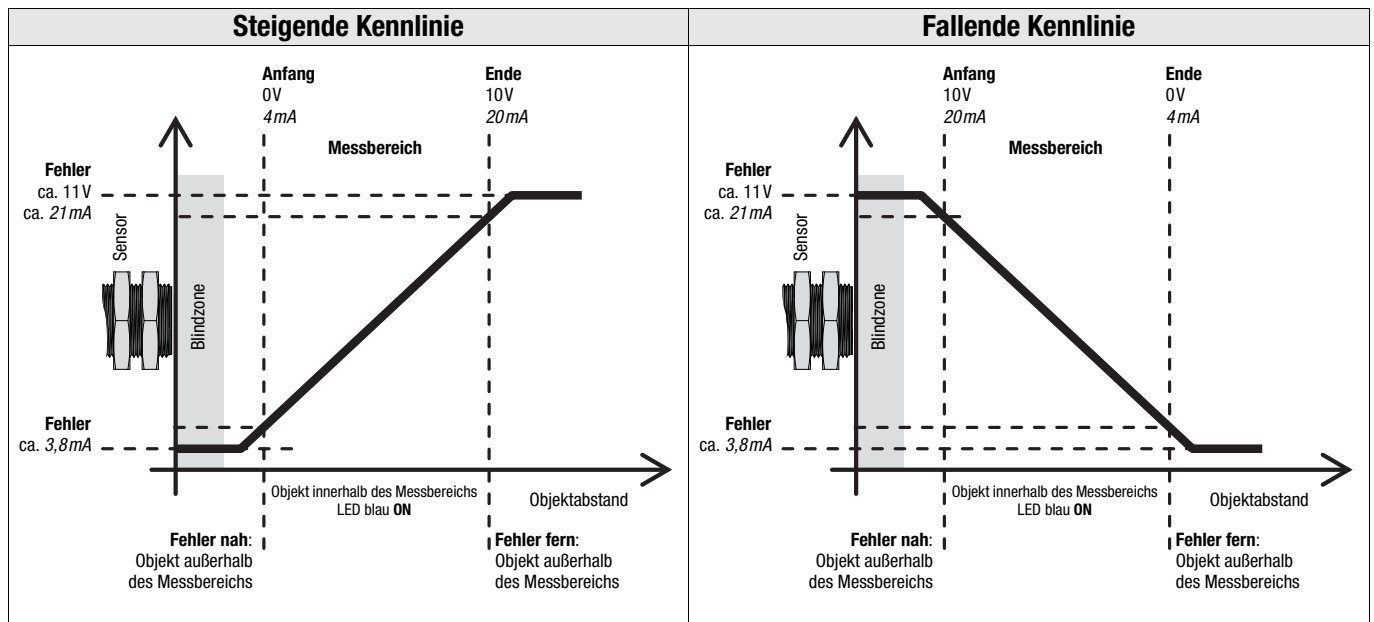 Steigende Kennlinie
Anfang
0V
4mA
Ende
10V
20mA
Messbereich
Fehler
ca. 11V
ca. 21mA
Sensor
Blindzone
Fehler
ca. 3,8mA
Objekt innerhalb des Messbereichs
LED blau ON
Objektabstand
Fehler nah:
Objekt außerhalb
des Messbereichs
Fehler fern:
Objekt außerhalb
des Messbereichs
Fallende Kennlinie
Anfang
10V
20mA
Ende
0V
4mA
Messbereich
Fehler
ca. 11V
ca. 21mA
Sensor
Blindzone
Fehler
ca. 3,8mA
Objekt innerhalb des Messbereichs
LED blau ON
Objektabstand
Fehler nah:
Objekt außerhalb
des Messbereichs
Fehler fern:
Objekt außerhalb
des Messbereichs